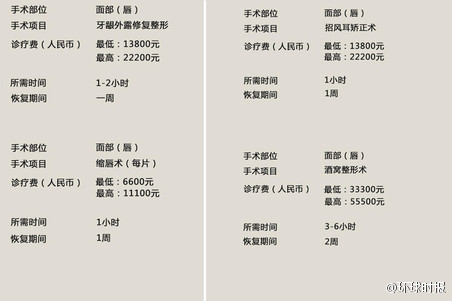 手术部位 面部（唇）
手术项目 牙龈外露修复整形
诊疗费（人民币） 最低：13800元
最高：22200元
所需时间 1-2小时
恢复期间 一周
手术部位 面部（唇）
手术项目 缩唇术（每片）
诊疗费（人民币） 最低：6600元
最高：11100元
所需时间 1小时
恢复期间 1周
手术部位 面部（唇）
手术项目 招风耳矫正术
诊疗费（人民币） 最低：13800元
最高：22200元
所需时间 1小时
恢复期间 1周
手术部位 面部（唇）
手术项目 酒窝整形术
诊疗费（人民币） 最低：33300元
最高：55500元
所需时间 3-6小时
恢复期间 2周
@环球时报